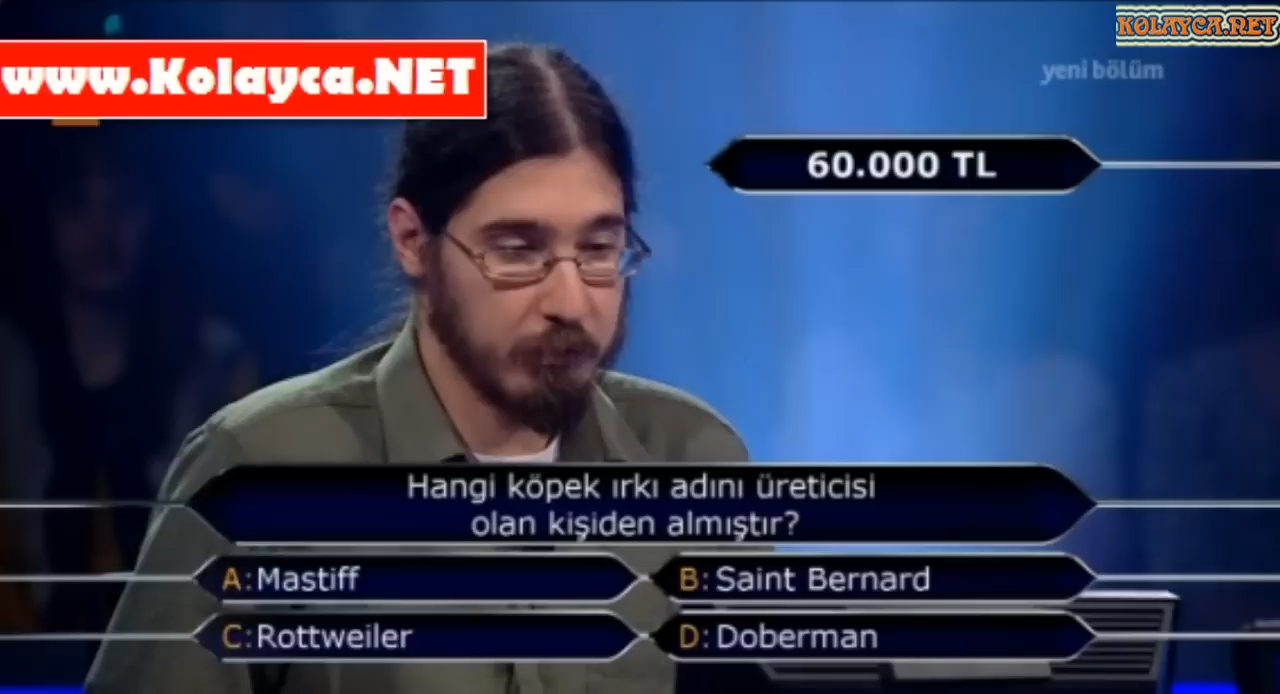 KOLAYCA.NET
www.Kolayca.NET
yeni bölüm
60.000 TL
Hangi köpek ırkı adını üreticisi
olan kişiden almıştır?
A: Mastiff
B: Saint Bernard
C: Rottweiler
D: Doberman